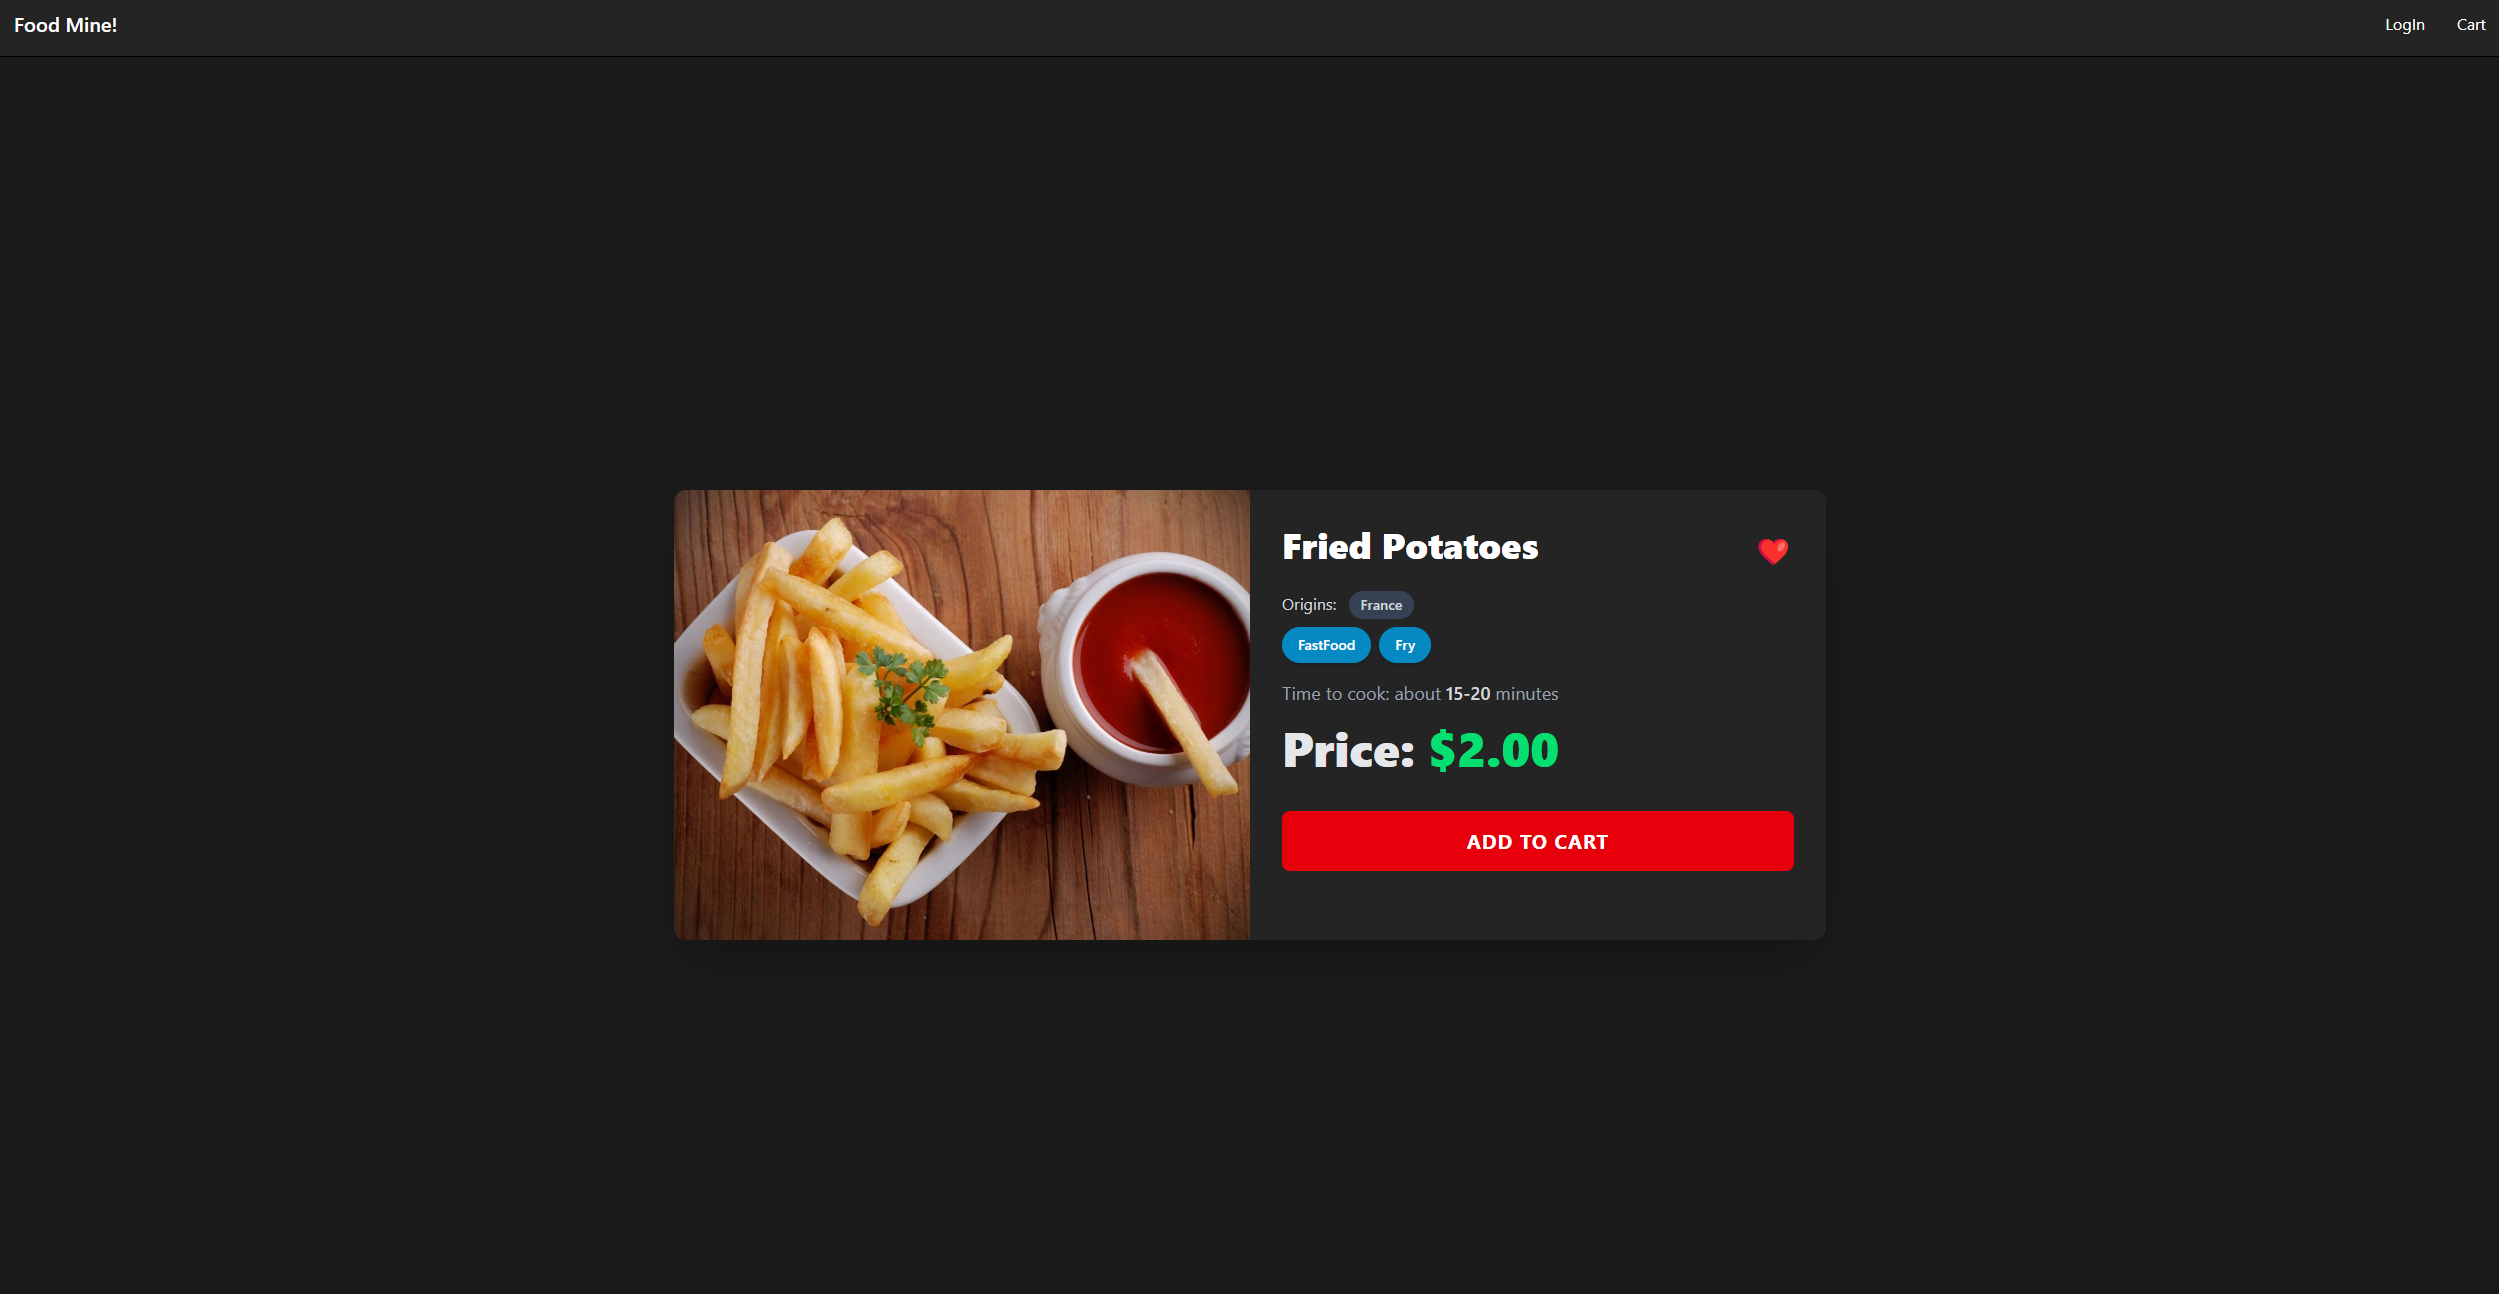 Food Mine!
LogIn Cart
Fried Potatoes
Origins: France
FastFood Fry
Time to cook: about 15-20 minutes
Price: $2.00
ADD TO CART